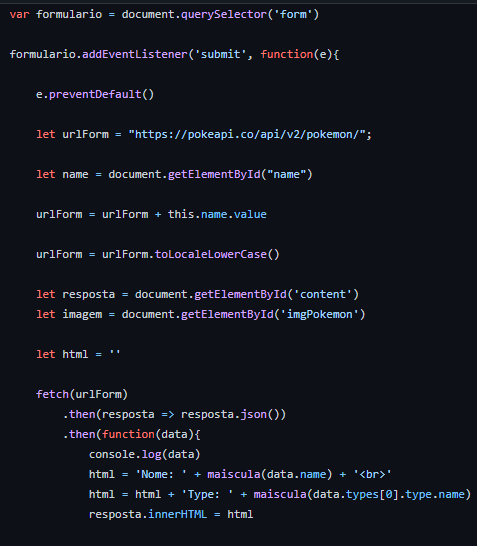 var formulario = document.querySelector('form')
formulario.addEventListener('submit', function(e){
e.preventDefault()
let urlForm = "https://pokeapi.co/api/v2/pokemon/";
let name = document.getElementById("name")
urlForm = urlForm + this.name.value
urlForm = urlForm.toLocaleLowerCase()
let resposta = document.getElementById('content')
let imagem = document.getElementById('imgPokemon')
let html = ''
fetch(urlForm)
.then(resposta => resposta.json())
.then(function(data){
console.log(data)
html = 'Nome: ' + maiscula(data.name) + '<br>'
html = html + 'Type: ' + maiscula(data.types[0].type.name)
resposta.innerHTML = html